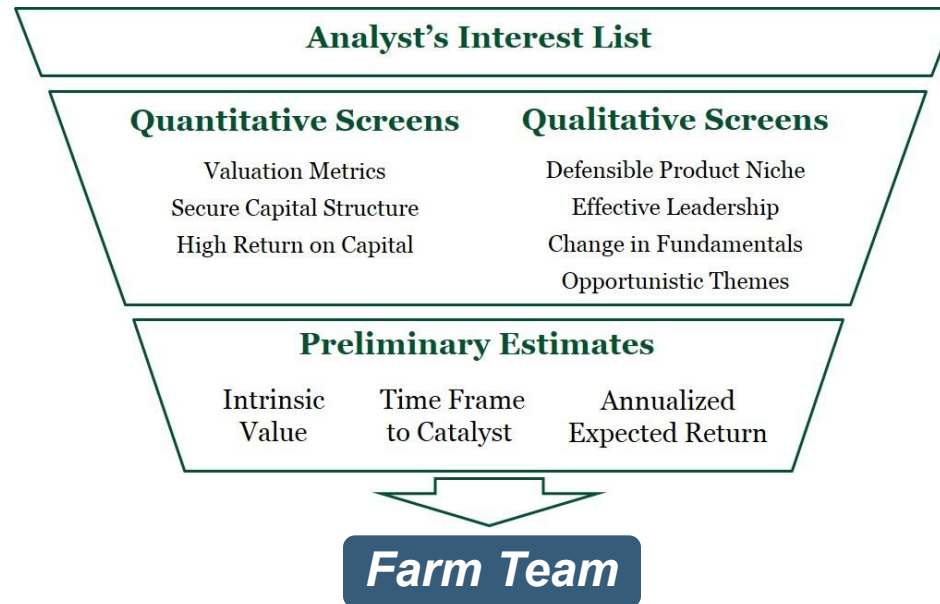 Analyst's Interest List
Quantitative Screens
Valuation Metrics
Secure Capital Structure
High Return on Capital
Qualitative Screens
Defensible Product Niche
Effective Leadership
Change in Fundamentals
Opportunistic Themes
Preliminary Estimates
Intrinsic
Value
Time Frame
to Catalyst
Annualized
Expected Return
Farm Team